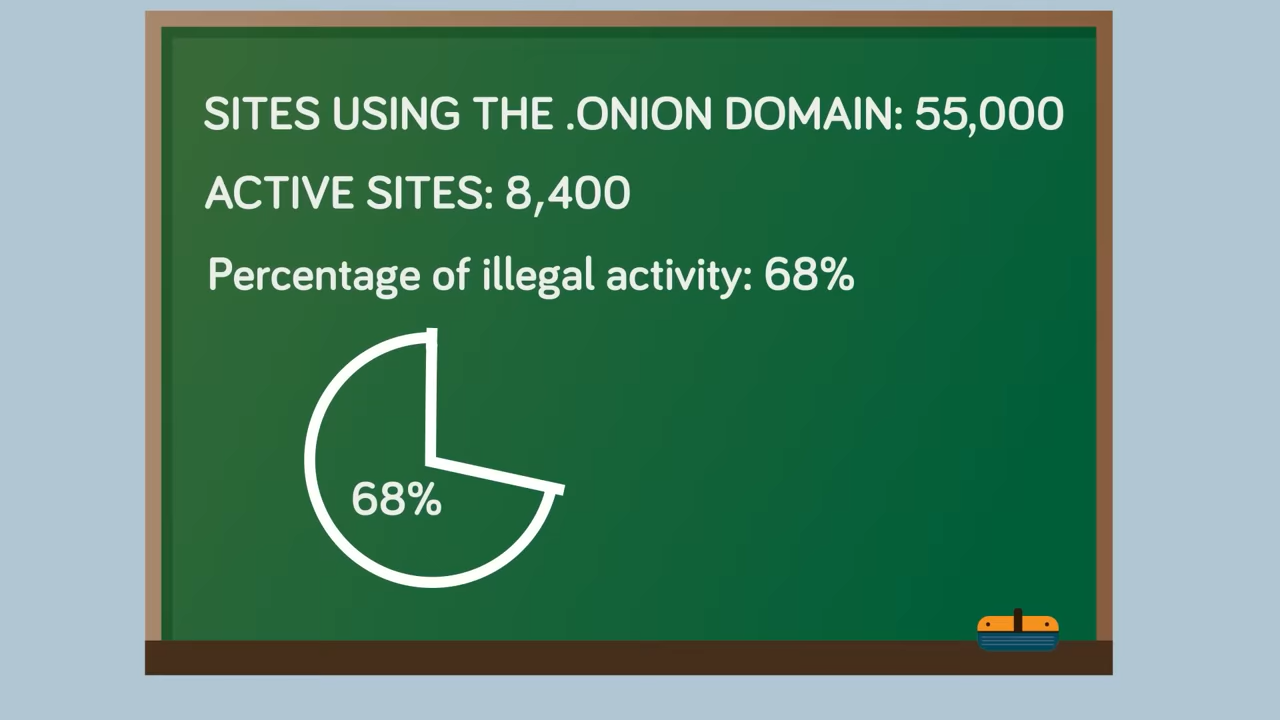 SITES USING THE .ONION DOMAIN: 55,000
ACTIVE SITES: 8,400
Percentage of illegal activity: 68%
68%